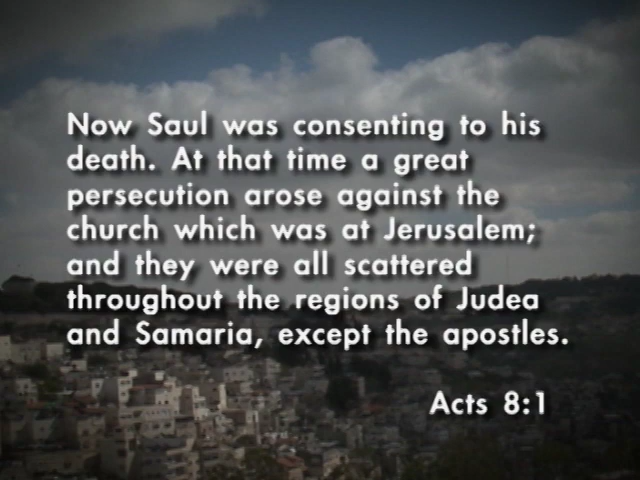 Now Saul was consenting to his
death. At that time a great
persecution arose against the
church which was at Jerusalem;
and they were all scattered
throughout the regions of Judea
and Samaria, except the apostles.
Acts 8:1